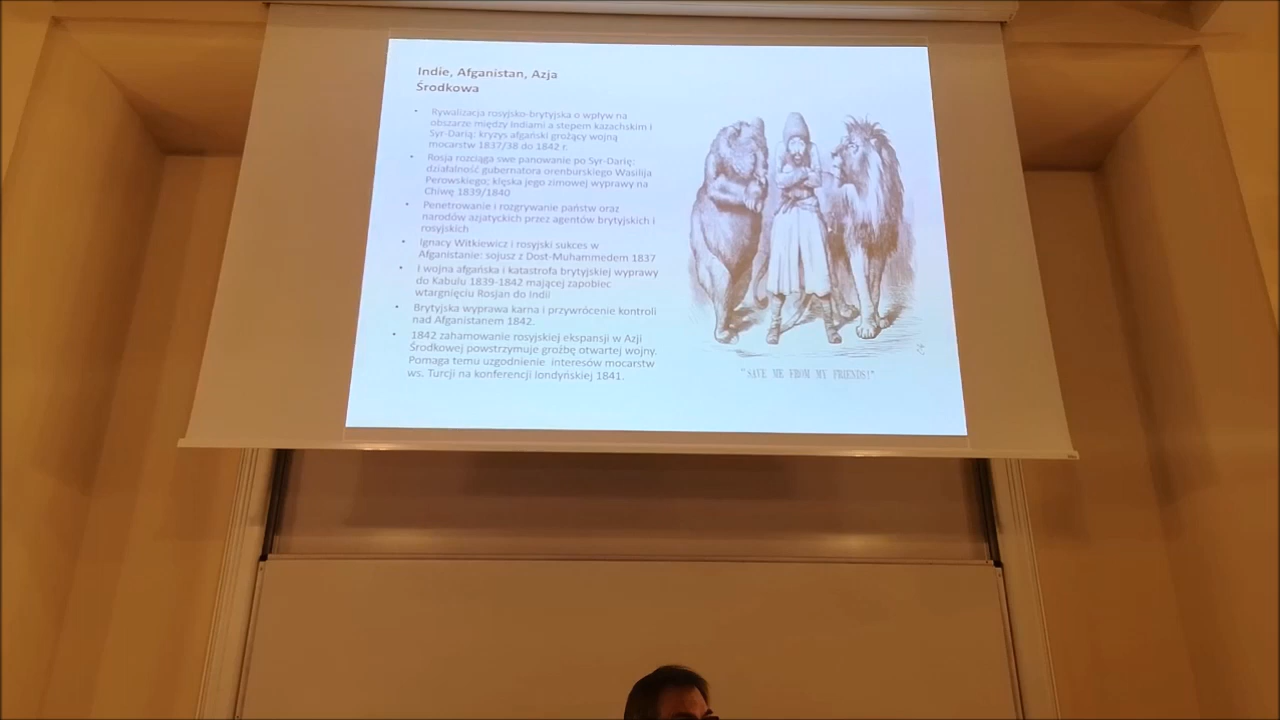 Indie, Afganistan, Azja
Środkowa
• Rywalizacja rosyjsko-brytyjska o wpływ na
obszarze między Indiami a stepem kazachskim i
Syr-Darią: kryzys afgański grożący wojną
mocarstw 1837/38 do 1842 r.
• Rosja rozciąga swe panowanie po Syr-Darię:
działalność gubernatora orenburskiego Wasilija
Perowskiego; klęska jego zimowej wyprawy na
Chiwę 1839/1840
• Penetrowanie i rozgrywanie państw oraz
narodów azjatyckich przez agentów brytyjskich i
rosyjskich
• Ignacy Witkiewicz i rosyjski sukces w
Afganistanie: sojusz z Dost-Muhammedem 1837
• I wojna afgańska i katastrofa brytyjskiej wyprawy
do Kabulu 1839-1842 mającej zapobiec
wtargnięciu Rosjan do Indii
• Brytyjska wyprawa karna i przywrócenie kontroli
nad Afganistanem 1842.
• 1842 zahamowanie rosyjskiej ekspansji w Azji
Środkowej powstrzymuje groźbę otwartej wojny.
Pomaga temu uzgodnienie interesów mocarstw
ws. Turcji na konferencji londyńskiej 1841.
"SAVE ME FROM MY FRIENDS!"